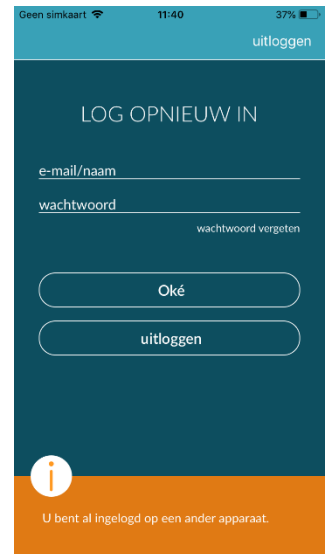 Geen simkaart 11:40 37%
uitloggen
LOG OPNIEUW IN
e-mail/naam
wachtwoord
wachtwoord vergeten
Oké
uitloggen
i
U bent al ingelogd op een ander apparaat.